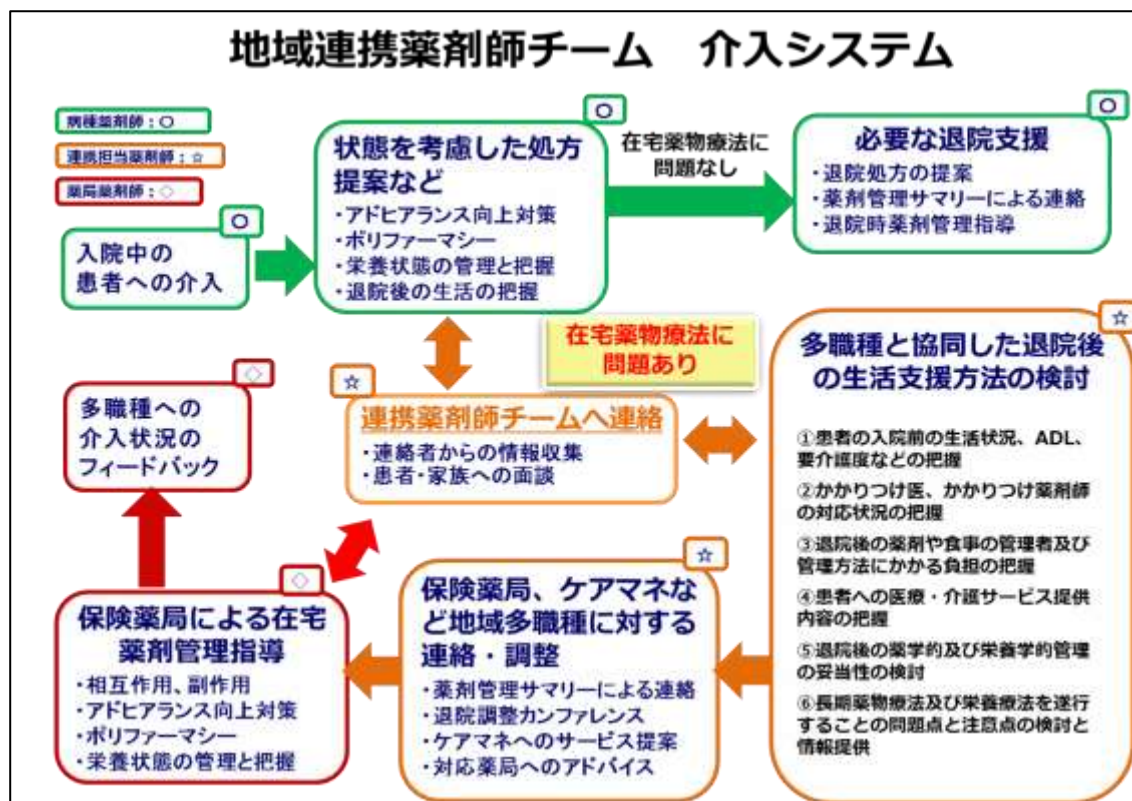 地域連携薬剤師チーム　介入システム
病棟薬剤師：○
連携担当薬剤師：☆
薬局薬剤師：◇
○
入院中の
患者への介入
○
状態を考慮した処方
提案など
・アドヒアランス向上対策
・ポリファーマシー
・栄養状態の管理と把握
・退院後の生活の把握
在宅薬物療法に
問題なし
○
必要な退院支援
・退院処方の提案
・薬剤管理サマリーによる連絡
・退院時薬剤管理指導
在宅薬物療法に
問題あり
☆
連携薬剤師チームへ連絡
・連絡者からの情報収集
・患者・家族への面談
☆
多職種と協同した退院後
の生活支援方法の検討
①患者の入院前の生活状況、ADL、
要介護度などの把握
②かかりつけ医、かかりつけ薬剤師
の対応状況の把握
③退院後の薬剤や食事の管理者及び
管理方法にかかる負担の把握
④患者への医療・介護サービス提供
内容の把握
⑤退院後の薬学的及び栄養学的管理
の妥当性の検討
⑥長期薬物療法及び栄養療法を遂行
することの問題点と注意点の検討と
情報提供
☆
保険薬局、ケアマネな
ど地域多職種に対する
連絡・調整
・薬剤管理サマリーによる連絡
・退院調整カンファレンス
・ケアマネへのサービス提案
・対応薬局へのアドバイス
◇
保険薬局による在宅
薬剤管理指導
・相互作用、副作用
・アドヒアランス向上対策
・ポリファーマシー
・栄養状態の管理と把握
◇
多職種への
介入状況の
フィードバック